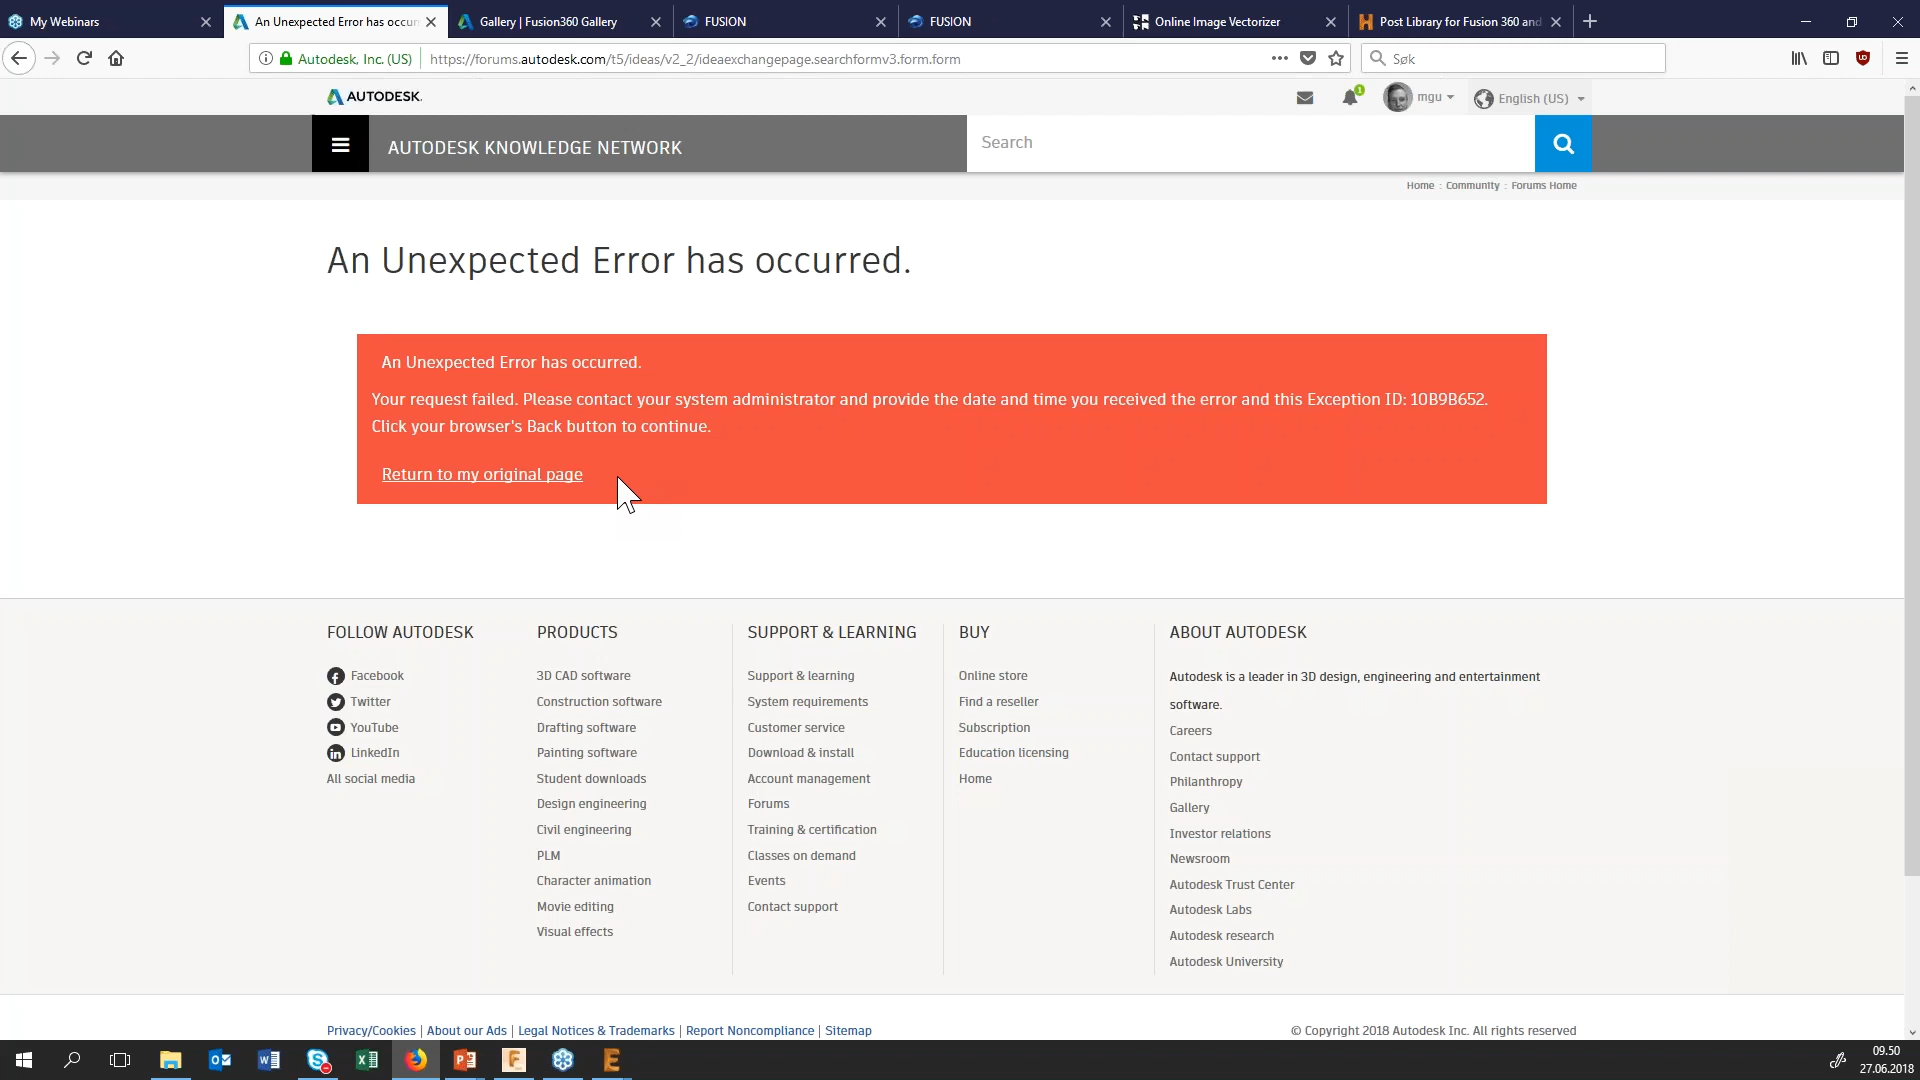 My Webinars
An Unexpected Error has occurr
Gallery | Fusion360 Gallery
FUSION
FUSION
Online Image Vectorizer
Post Library for Fusion 360 and
Autodesk, Inc. (US)
https://forums.autodesk.com/t5/ideas/v2_2/ideaexchangepage.searchformv3.form.form
Søk
AUTODESK.
1
mgu
English (US)
AUTODESK KNOWLEDGE NETWORK
Search
Home : Community : Forums Home
An Unexpected Error has occurred.
An Unexpected Error has occurred.
Your request failed. Please contact your system administrator and provide the date and time you received the error and this Exception ID: 10B9B652.
Click your browser's Back button to continue.
Return to my original page
FOLLOW AUTODESK
Facebook
Twitter
YouTube
LinkedIn
All social media
PRODUCTS
3D CAD software
Construction software
Drafting software
Painting software
Student downloads
Design engineering
Civil engineering
PLM
Character animation
Movie editing
Visual effects
SUPPORT & LEARNING
Support & learning
System requirements
Customer service
Download & install
Account management
Forums
Training & certification
Classes on demand
Events
Contact support
BUY
Online store
Find a reseller
Subscription
Education licensing
Home
ABOUT AUTODESK
Autodesk is a leader in 3D design, engineering and entertainment
software.
Careers
Contact support
Philanthropy
Gallery
Investor relations
Newsroom
Autodesk Trust Center
Autodesk Labs
Autodesk research
Autodesk University
Privacy/Cookies | About our Ads | Legal Notices & Trademarks | Report Noncompliance | Sitemap
© Copyright 2018 Autodesk Inc. All rights reserved
09.50
27.06.2018